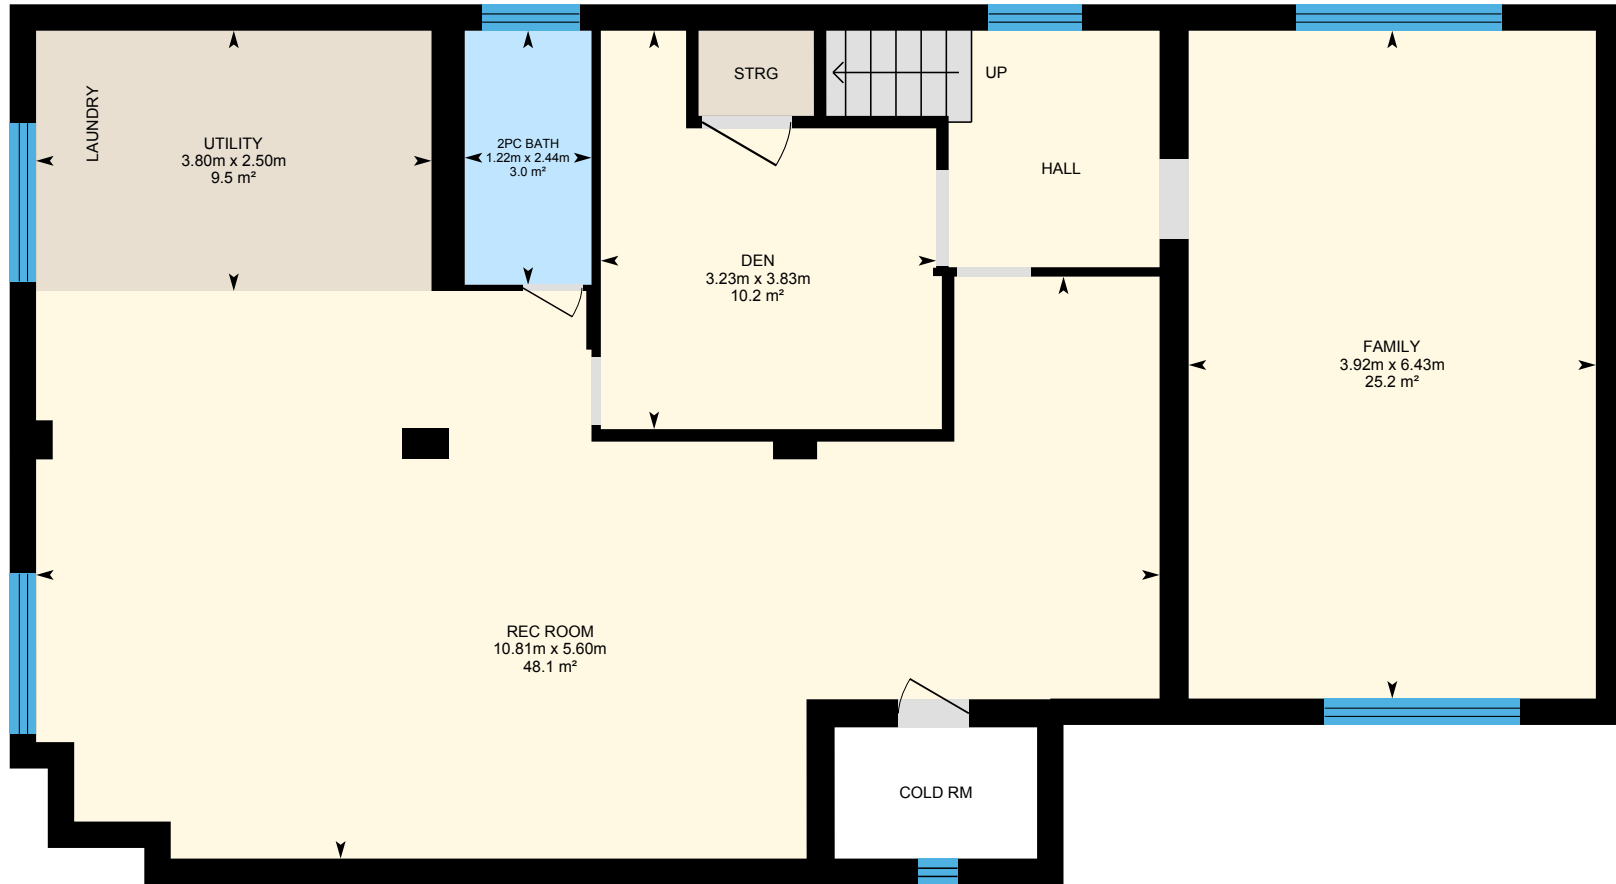 LAUNDRY
UTILITY
3.80m x 2.50m
9.5 m²
2PC BATH
1.22m x 2.44m
3.0 m²
STRG
UP
HALL
DEN
3.23m x 3.83m
10.2 m²
FAMILY
3.92m x 6.43m
25.2 m²
REC ROOM
10.81m x 5.60m
48.1 m²
COLD RM